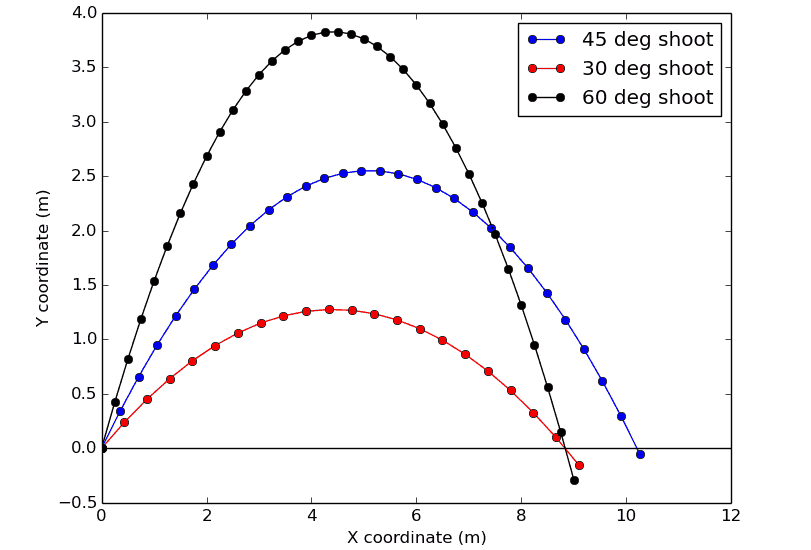 4.0
3.5
3.0
2.5
2.0
1.5
1.0
0.5
0.0
−0.5
0 2 4 6 8 10 12
Y coordinate (m)
X coordinate (m)
45 deg shoot
30 deg shoot
60 deg shoot